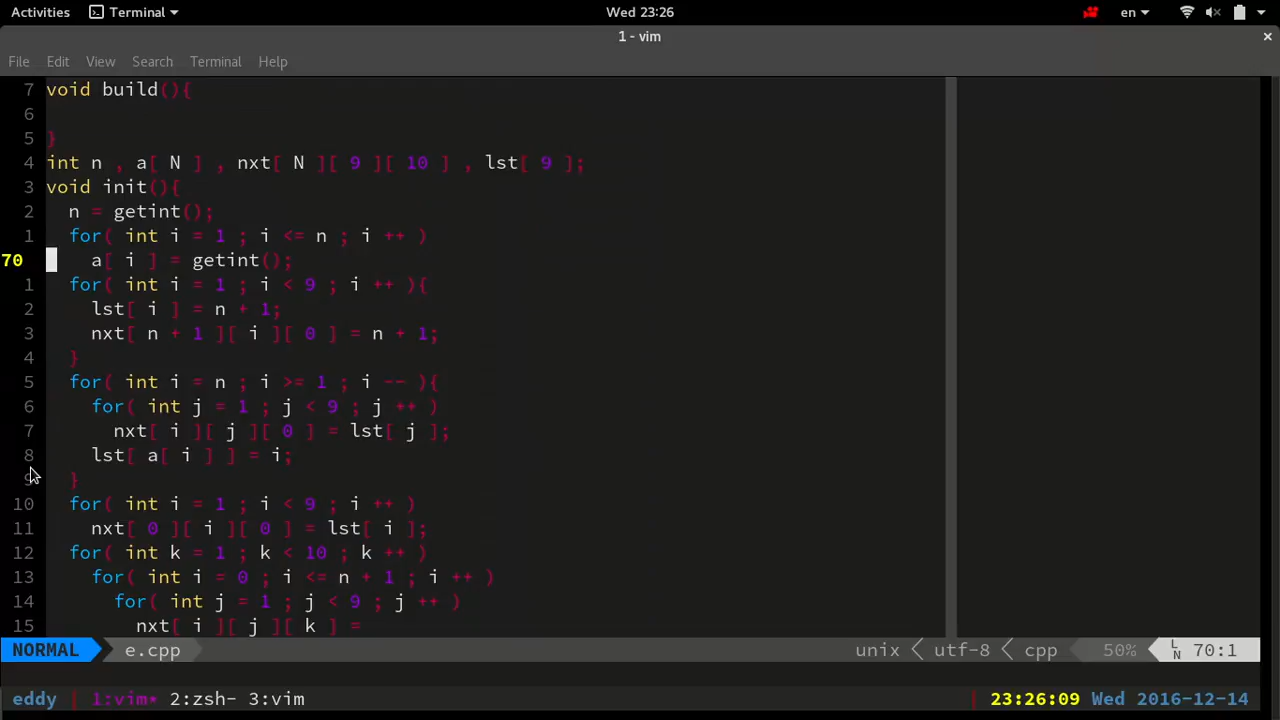 Activities Terminal Wed 23:26 en
1 - vim
File Edit View Search Terminal Help
7 void build(){
6
5 }
4 int n , a[ N ] , nxt[ N ][ 9 ][ 10 ] , lst[ 9 ];
3 void init(){
2 n = getint();
1 for( int i = 1 ; i <= n ; i ++ )
70 a[ i ] = getint();
1 for( int i = 1 ; i < 9 ; i ++ ){
2 lst[ i ] = n + 1;
3 nxt[ n + 1 ][ i ][ 0 ] = n + 1;
4 }
5 for( int i = n ; i >= 1 ; i -- ){
6 for( int j = 1 ; j < 9 ; j ++ )
7 nxt[ i ][ j ][ 0 ] = lst[ j ];
8 lst[ a[ i ] ] = i;
9 }
10 for( int i = 1 ; i < 9 ; i ++ )
11 nxt[ 0 ][ i ][ 0 ] = lst[ i ];
12 for( int k = 1 ; k < 10 ; k ++ )
13 for( int i = 0 ; i <= n + 1 ; i ++ )
14 for( int j = 1 ; j < 9 ; j ++ )
15 nxt[ i ][ j ][ k ] =
NORMAL e.cpp unix utf-8 cpp 50% LN 70:1
eddy 1:vim* 2:zsh- 3:vim 23:26:09 Wed 2016-12-14